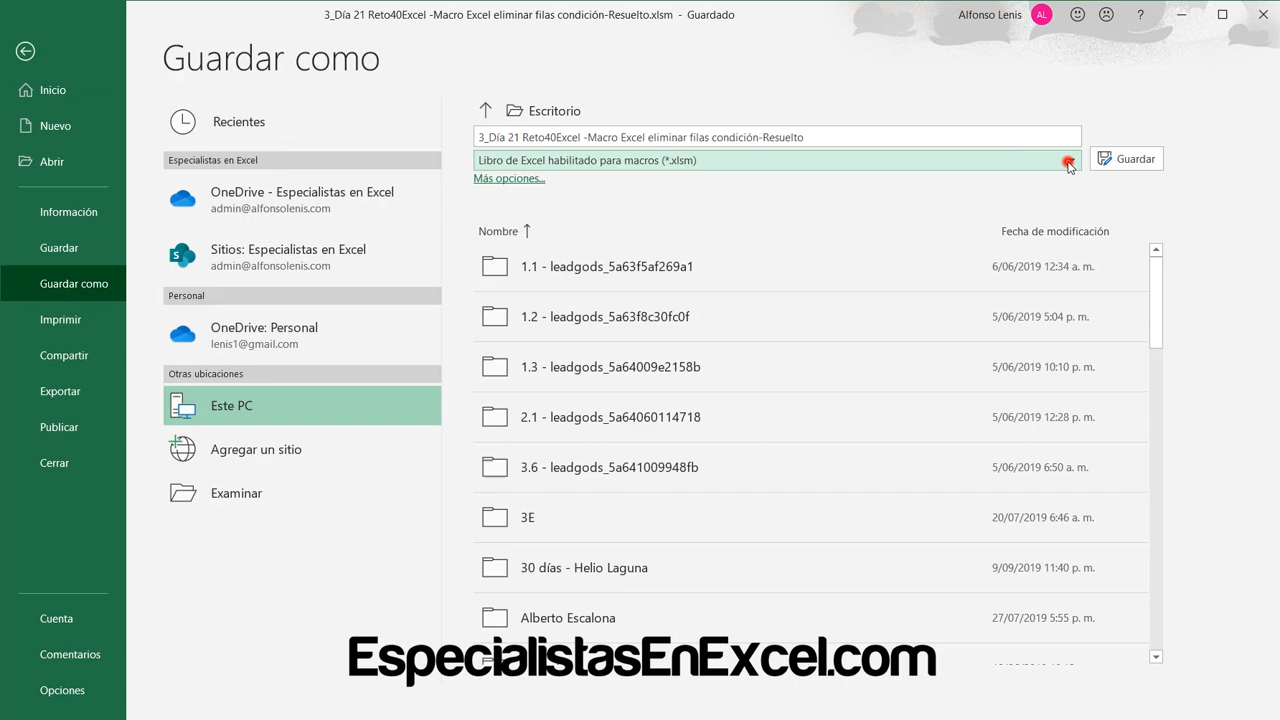 3_Día 21 Reto40Excel -Macro Excel eliminar filas condición-Resuelto.xlsm - Guardado
Alfonso Lenis
AL
?
Guardar como
Inicio
Nuevo
Abrir
Información
Guardar
Guardar como
Imprimir
Compartir
Exportar
Publicar
Cerrar
Cuenta
Comentarios
Opciones
Recientes
Especialistas en Excel
OneDrive - Especialistas en Excel
admin@alfonsolenis.com
S
Sitios: Especialistas en Excel
admin@alfonsolenis.com
Personal
OneDrive: Personal
lenis1@gmail.com
Otras ubicaciones
Este PC
Agregar un sitio
Examinar
Escritorio
3_Día 21 Reto40Excel -Macro Excel eliminar filas condición-Resuelto
Libro de Excel habilitado para macros (*.xlsm)
Guardar
Más opciones...
Nombre Fecha de modificación
1.1 - leadgods_5a63f5af269a1 6/06/2019 12:34 a. m.
1.2 - leadgods_5a63f8c30fc0f 5/06/2019 5:04 p. m.
1.3 - leadgods_5a64009e2158b 5/06/2019 10:10 p. m.
2.1 - leadgods_5a64060114718 5/06/2019 12:28 p. m.
3.6 - leadgods_5a641009948fb 5/06/2019 6:50 a. m.
3E 20/07/2019 6:46 a. m.
30 días - Helio Laguna 9/09/2019 11:40 p. m.
Alberto Escalona 27/07/2019 5:55 p. m.
EspecialistasEnExcel.com